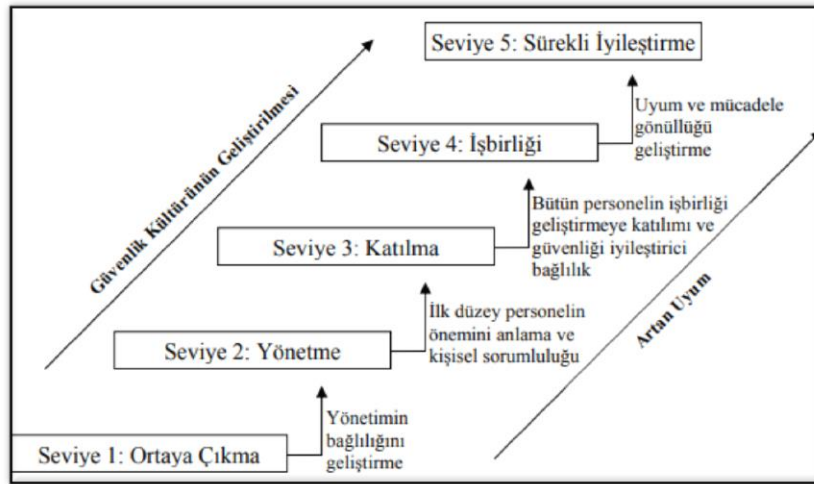 Seviye 5: Sürekli İyileştirme
Uyum ve mücadele
gönüllüğü
geliştirme
Güvenlik Kültürünün Geliştirilmesi
Seviye 4: İşbirliği
Bütün personelin işbirliği
geliştirmeye katılımı ve
güvenliği iyileştirici
bağlılık
Seviye 3: Katılma
Artan Uyum
İlk düzey personelin
önemini anlama ve
kişisel sorumluluğu
Seviye 2: Yönetme
Yönetimin
bağlılığını
geliştirme
Seviye 1: Ortaya Çıkma